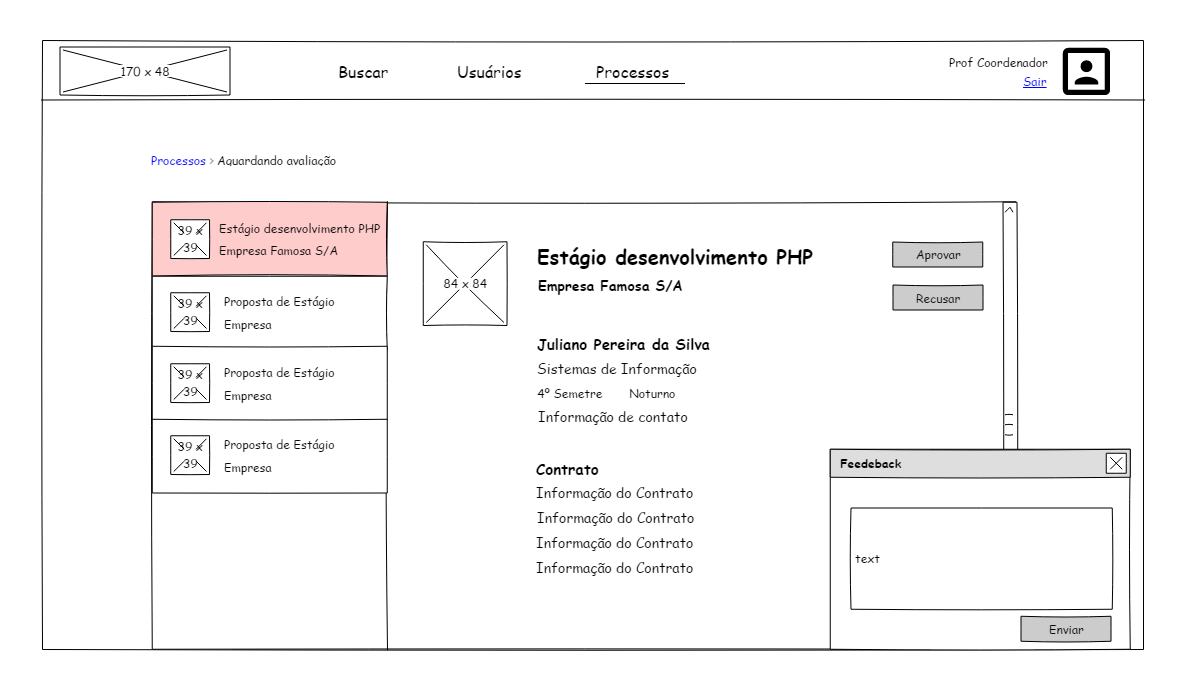 170 x 48
Buscar
Usuários
Processos
Prof Coordenador
Sair
Processos > Aguardando avaliação
39 x
39
Estágio desenvolvimento PHP
Empresa Famosa S/A
39 x
39
Proposta de Estágio
Empresa
39 x
39
Proposta de Estágio
Empresa
39 x
39
Proposta de Estágio
Empresa
84 x 84
Estágio desenvolvimento PHP
Empresa Famosa S/A
Aprovar
Recusar
Juliano Pereira da Silva
Sistemas de Informação
4º Semetre Noturno
Informação de contato
Contrato
Informação do Contrato
Informação do Contrato
Informação do Contrato
Informação do Contrato
Feedeback
text
Enviar